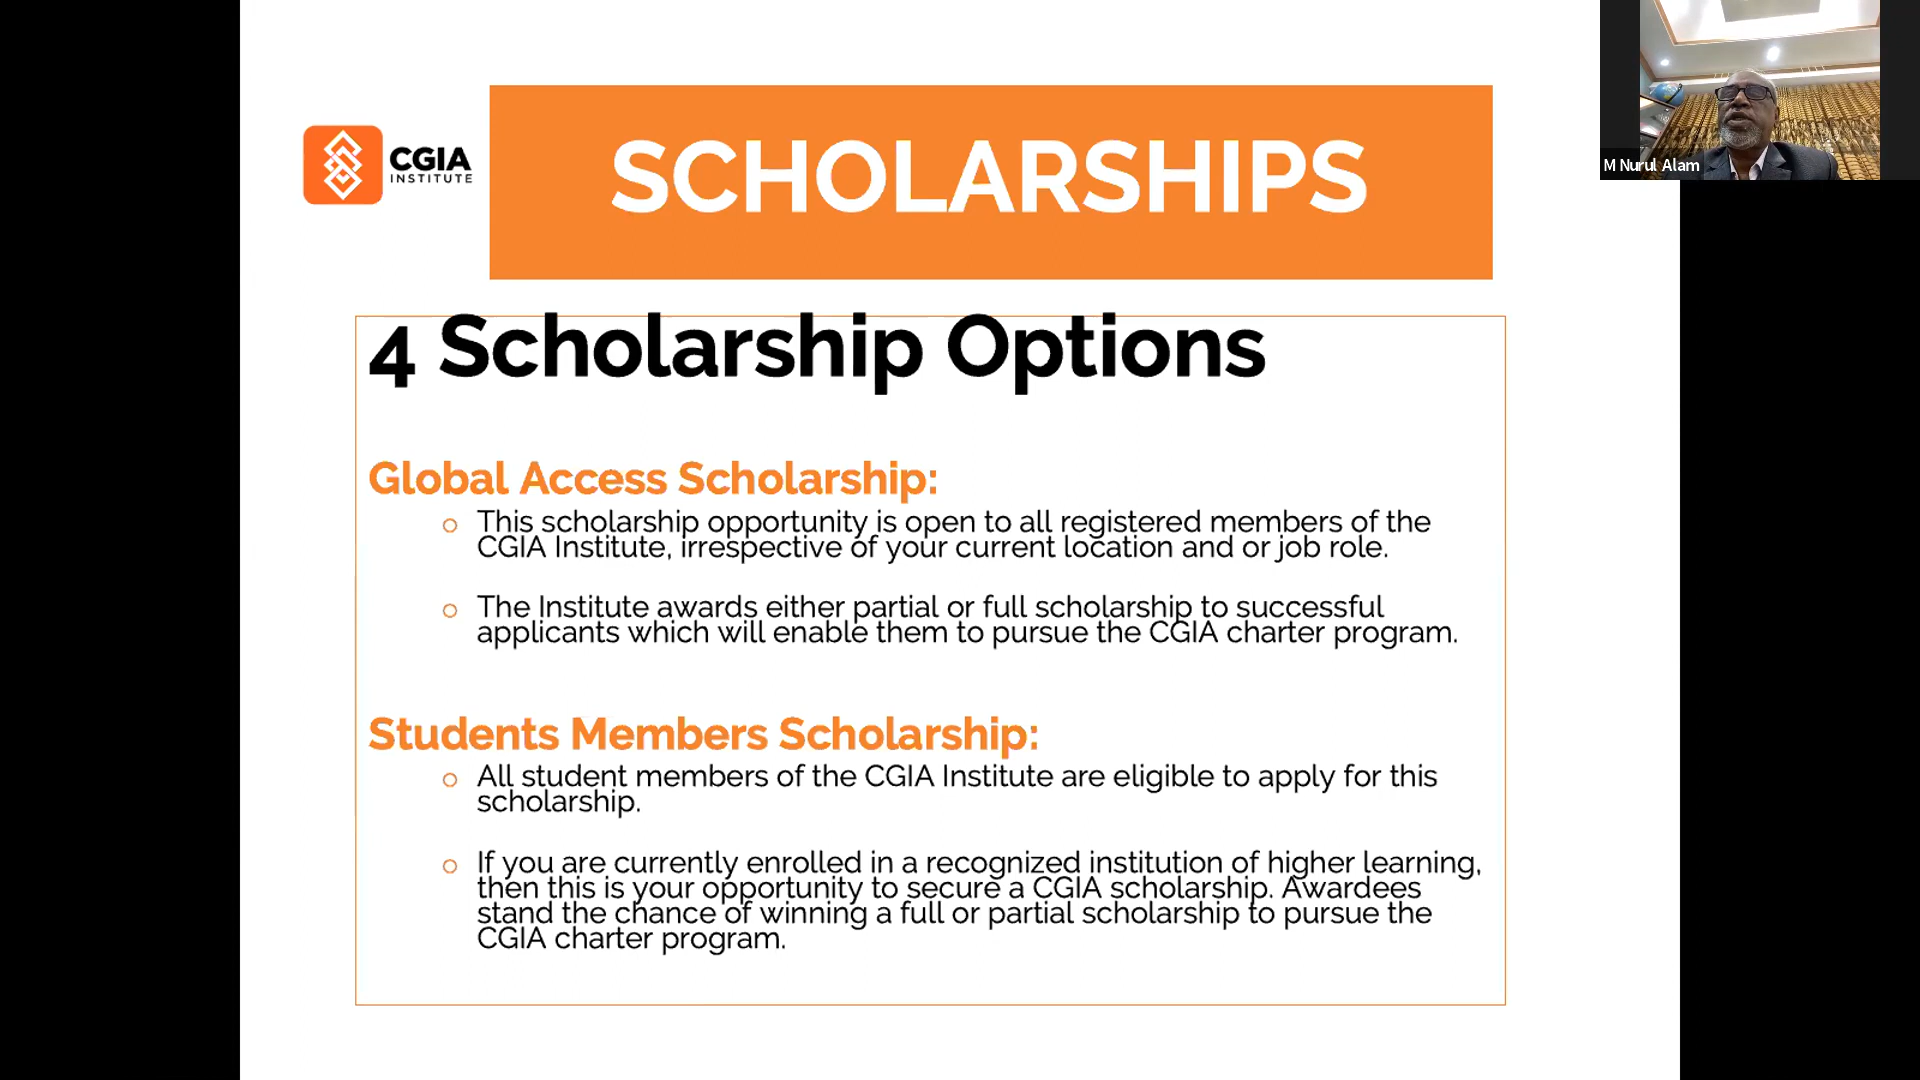 CGIA
INSTITUTE
SCHOLARSHIPS
M Nurul Alam
4 Scholarship Options
Global Access Scholarship:
This scholarship opportunity is open to all registered members of the
CGIA Institute, irrespective of your current location and or job role.
The Institute awards either partial or full scholarship to successful
applicants which will enable them to pursue the CGIA charter program.
Students Members Scholarship:
All student members of the CGIA Institute are eligible to apply for this
scholarship.
If you are currently enrolled in a recognized institution of higher learning,
then this is your opportunity to secure a CGIA scholarship. Awardees
stand the chance of winning a full or partial scholarship to pursue the
CGIA charter program.